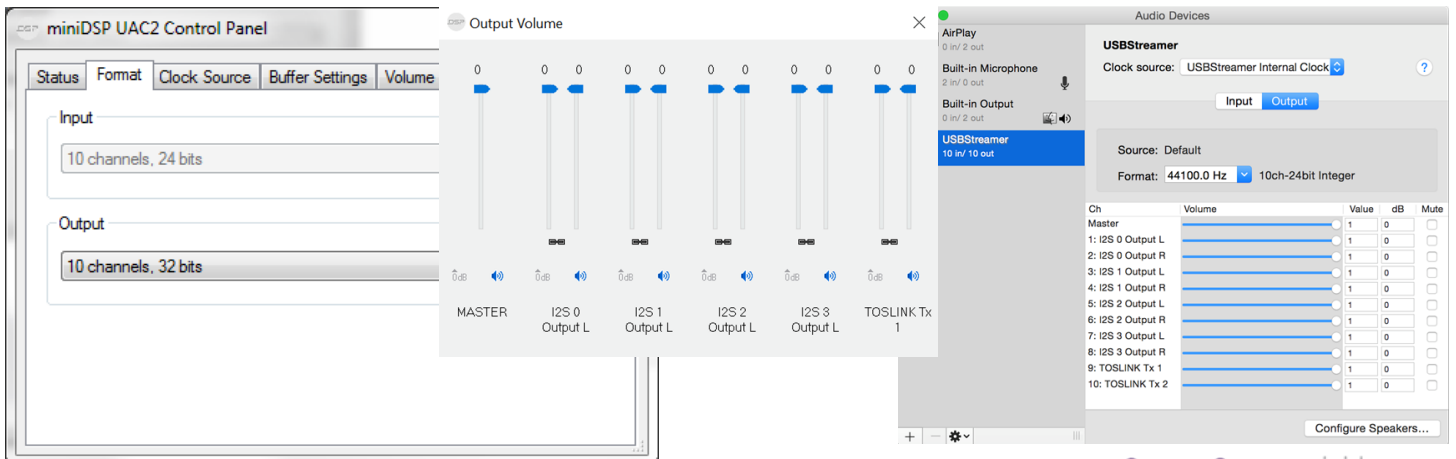 miniDSP UAC2 Control Panel
Status Format Clock Source Buffer Settings Volume
Input
10 channels, 24 bits
Output
10 channels, 32 bits
DSP Output Volume
0 0 0 0 0 0 0 0 0 0 0
0dB 0dB 0dB 0dB 0dB 0dB
MASTER I2S 0 I2S 1 I2S 2 I2S 3 TOSLINK Tx
Output L Output L Output L Output L 1
Audio Devices
AirPlay
0 in/ 2 out
Built-in Microphone
2 in/ 0 out
Built-in Output
0 in/ 2 out
USBStreamer
10 in/ 10 out
USBStreamer
Clock source: USBStreamer Internal Clock ?
Input Output
Source: Default
Format: 44100.0 Hz 10ch-24bit Integer
Ch Volume Value dB Mute
Master 1 0
1: I2S 0 Output L 1 0
2: I2S 0 Output R 1 0
3: I2S 1 Output L 1 0
4: I2S 1 Output R 1 0
5: I2S 2 Output L 1 0
6: I2S 2 Output R 1 0
7: I2S 3 Output L 1 0
8: I2S 3 Output R 1 0
9: TOSLINK Tx 1 1 0
10: TOSLINK Tx 2 1 0
Configure Speakers...